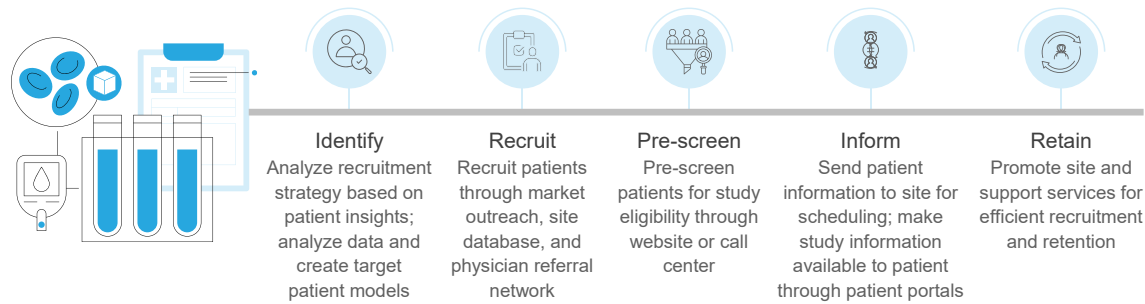 Identify
Analyze recruitment
strategy based on
patient insights;
analyze data and
create target
patient models
Recruit
Recruit patients
through market
outreach, site
database, and
physician referral
network
Pre-screen
Pre-screen
patients for study
eligibility through
website or call
center
Inform
Send patient
information to site for
scheduling; make
study information
available to patient
through patient portals
Retain
Promote site and
support services for
efficient recruitment
and retention